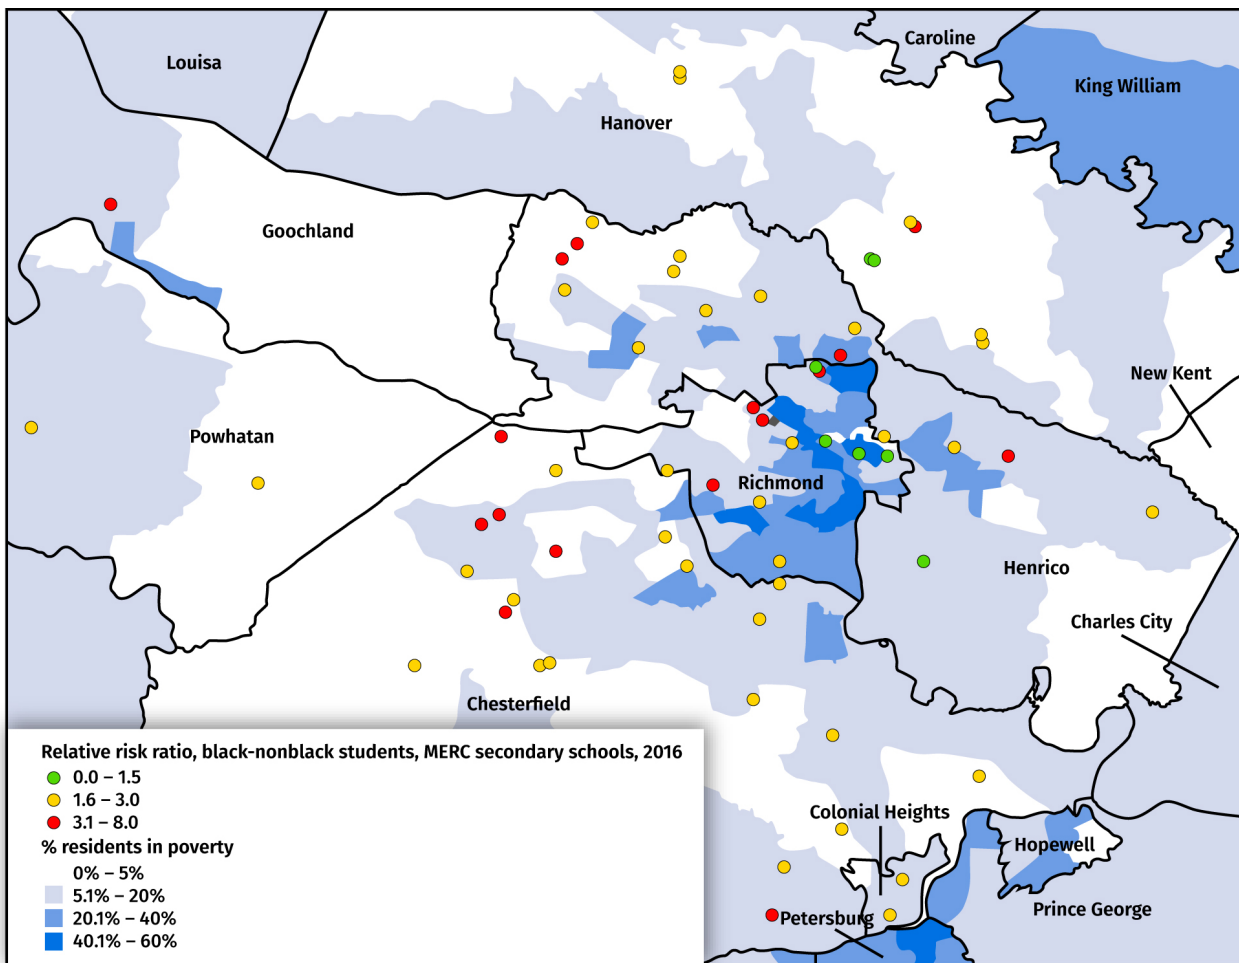 Louisa
Caroline
King William
Hanover
Goochland
New Kent
Powhatan
Richmond
Henrico
Charles City
Chesterfield
Relative risk ratio, black-nonblack students, MERC secondary schools, 2016
0.0 – 1.5
1.6 – 3.0
3.1 – 8.0
% residents in poverty
0% – 5%
5.1% – 20%
20.1% – 40%
40.1% – 60%
Colonial Heights
Hopewell
Petersburg
Prince George